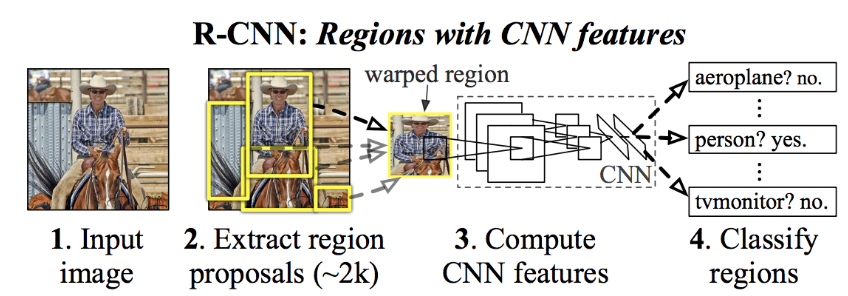 R-CNN: Regions with CNN features
warped region
aeroplane? no.
person? yes.
tvmonitor? no.
CNN
1. Input
image
2. Extract region
proposals (~2k)
3. Compute
CNN features
4. Classify
regions